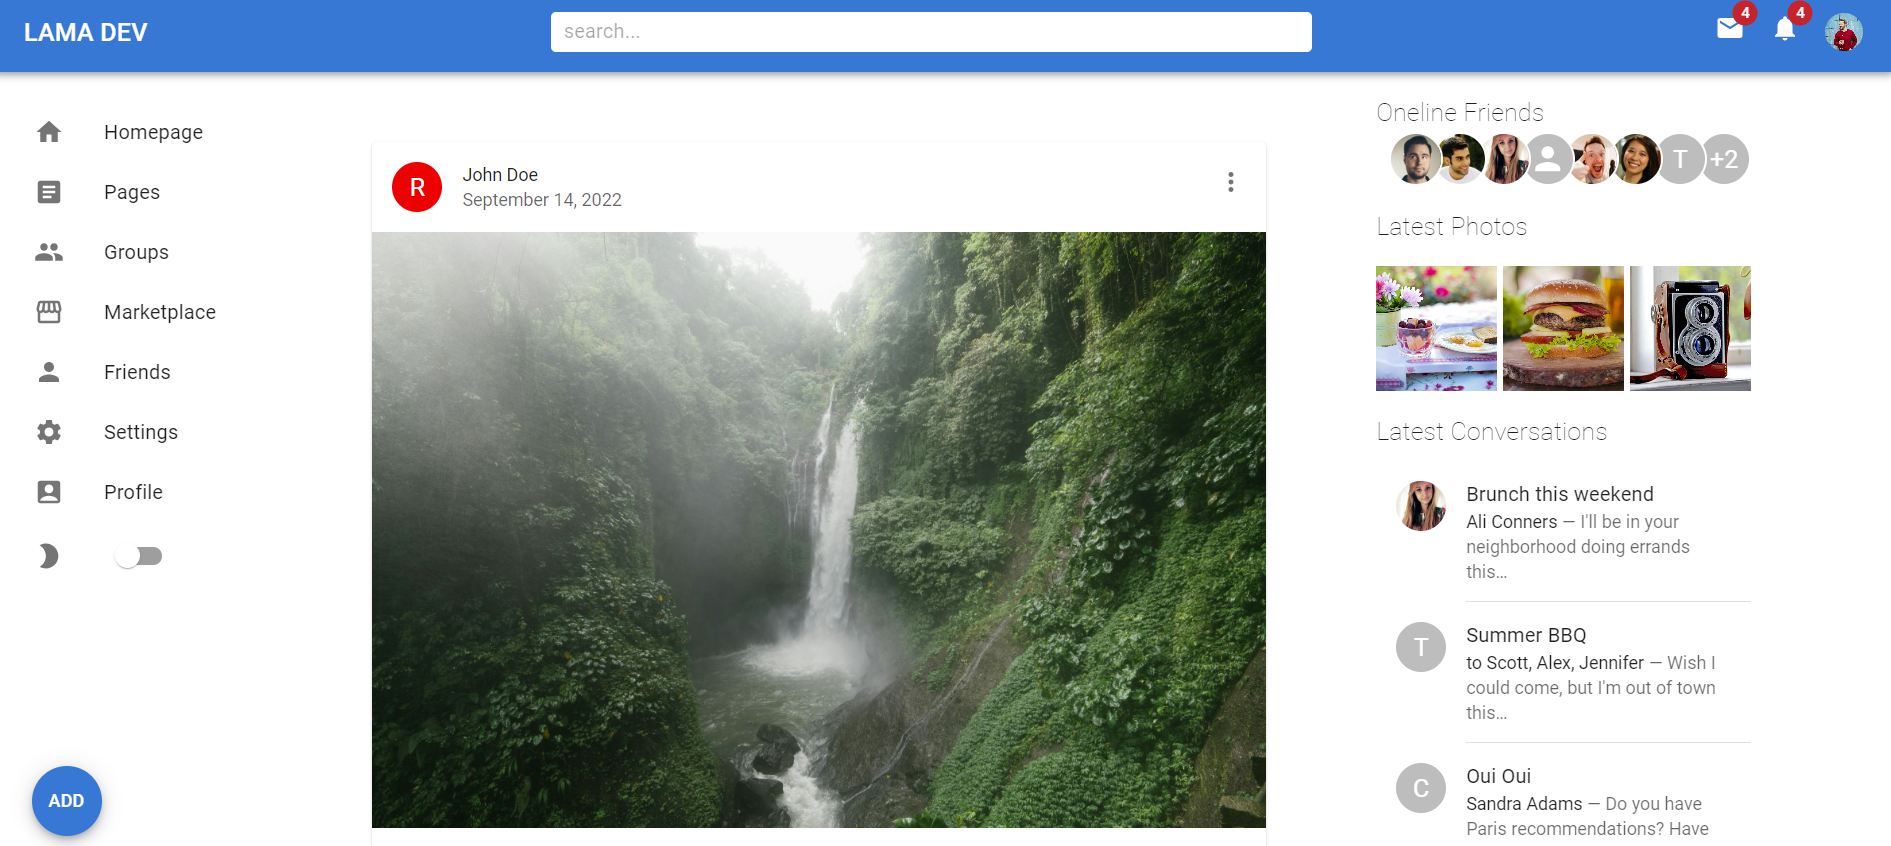 LAMA DEV
search...
4
4
Homepage
Pages
Groups
Marketplace
Friends
Settings
Profile
ADD
R
John Doe
September 14, 2022
Oneline Friends
T
+2
Latest Photos
Latest Conversations
Brunch this weekend
Ali Conners — I'll be in your
neighborhood doing errands
this…
T
Summer BBQ
to Scott, Alex, Jennifer — Wish I
could come, but I'm out of town
this…
C
Oui Oui
Sandra Adams — Do you have
Paris recommendations? Have